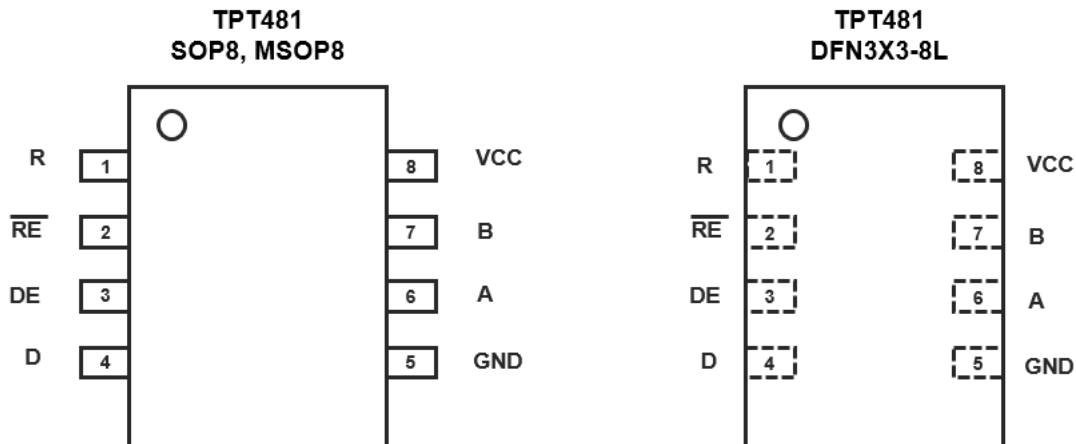 TPT481
SOP8, MSOP8
R 1 8 VCC
RE 2 7 B
DE 3 6 A
D 4 5 GND
TPT481
DFN3X3-8L
R 1 8 VCC
RE 2 7 B
DE 3 6 A
D 4 5 GND